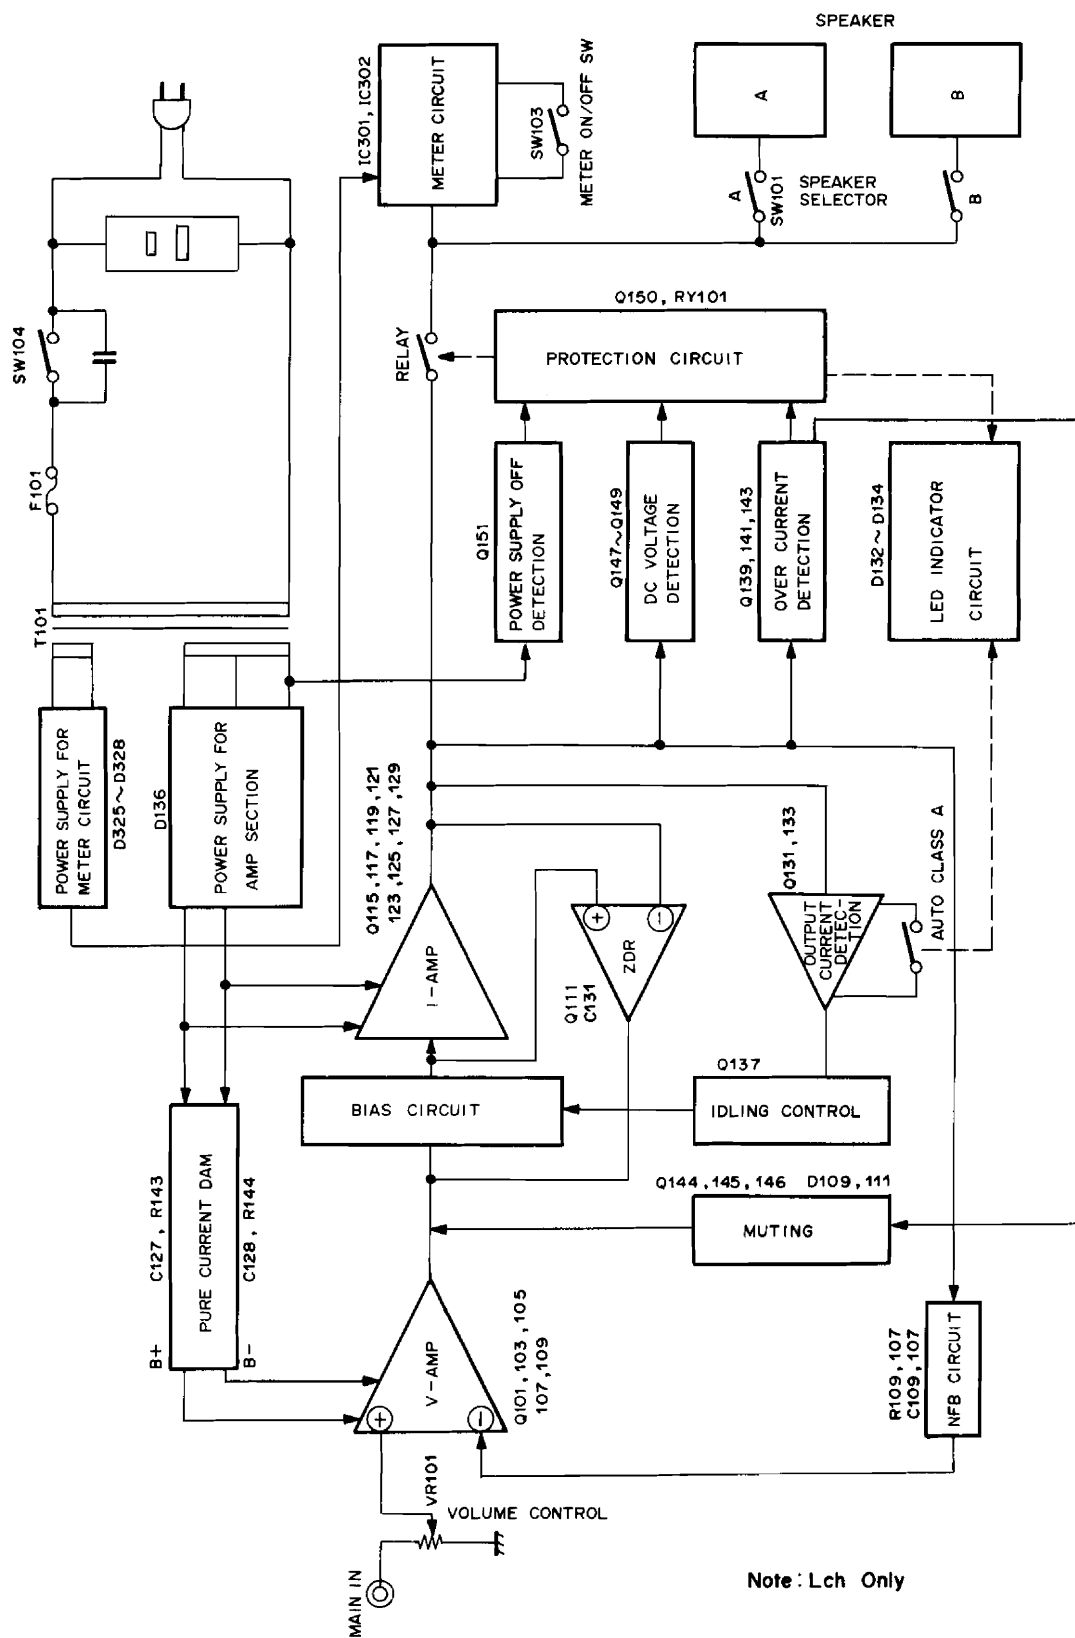 SPEAKER
A
B
A
SW101
SPEAKER
SELECTOR
B
IC301, IC302
METER CIRCUIT
SW103
METER ON/OFF SW
SW104
F101
T101
POWER SUPPLY FOR
METER CIRCUIT
D325~D328
D136
POWER SUPPLY FOR
AMP SECTION
RELAY
Q150, RY101
PROTECTION CIRCUIT
Q151
POWER SUPPLY OFF
DETECTION
Q147~Q149
DC VOLTAGE
DETECTION
Q139, 141, 143
OVER CURRENT
DETECTION
D132~D134
LED INDICATOR
CIRCUIT
Q115, 117, 119, 121
123, 125, 127, 129
I-AMP
+
-
ZDR
Q111
C131
Q131, 133
OUTPUT
CURRENT
DETEC-
TION
AUTO CLASS A
BIAS CIRCUIT
Q137
IDLING CONTROL
Q144, 145, 146 D109, 111
MUTING
C127, R143
PURE CURRENT DAM
C128, R144
B+
B-
V-AMP
+
-
Q101, 103, 105
107, 109
R109, 107
C109, 107
NFB CIRCUIT
VR101
VOLUME CONTROL
MAIN IN
Note: Lch Only